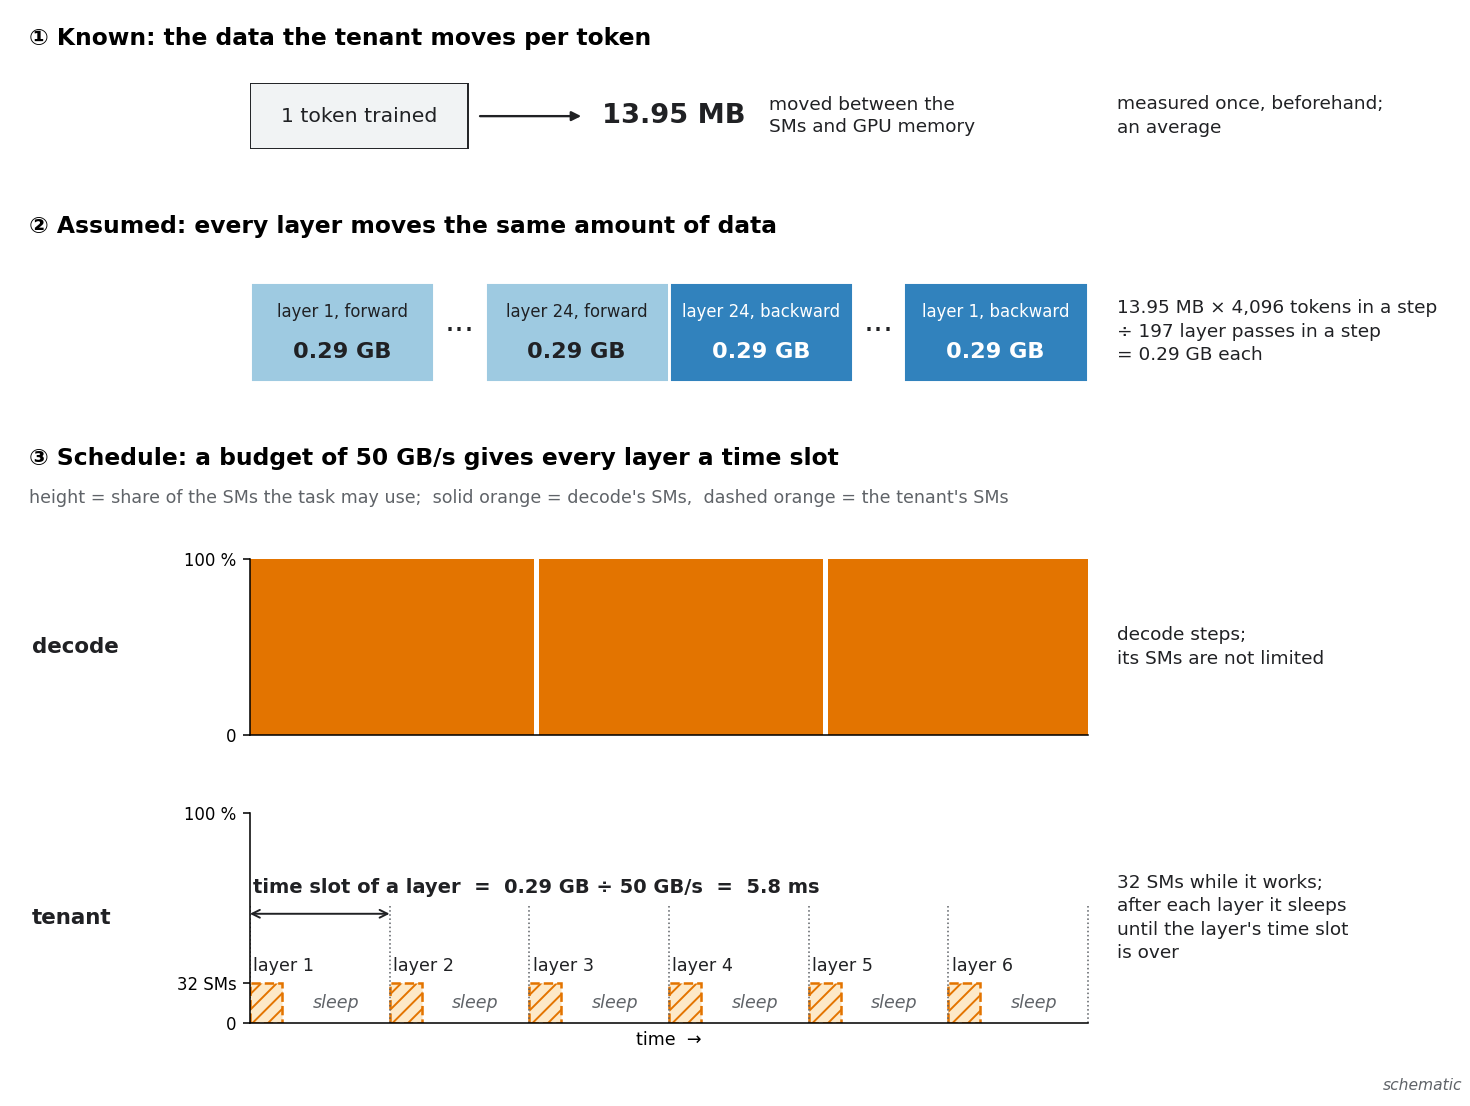 ① Known: the data the tenant moves per token
1 token trained
13.95 MB
moved between the
SMs and GPU memory
measured once, beforehand;
an average
② Assumed: every layer moves the same amount of data
layer 1, forward
0.29 GB
...
layer 24, forward
0.29 GB
layer 24, backward
0.29 GB
...
layer 1, backward
0.29 GB
13.95 MB × 4,096 tokens in a step
÷ 197 layer passes in a step
= 0.29 GB each
③ Schedule: a budget of 50 GB/s gives every layer a time slot
height = share of the SMs the task may use;  solid orange = decode's SMs,  dashed orange = the tenant's SMs
decode
100 %
0
decode steps;
its SMs are not limited
tenant
100 %
32 SMs
0
time slot of a layer  =  0.29 GB ÷ 50 GB/s  =  5.8 ms
layer 1
layer 2
layer 3
layer 4
layer 5
layer 6
sleep
sleep
sleep
sleep
sleep
sleep
time →
32 SMs while it works;
after each layer it sleeps
until the layer's time slot
is over
schematic